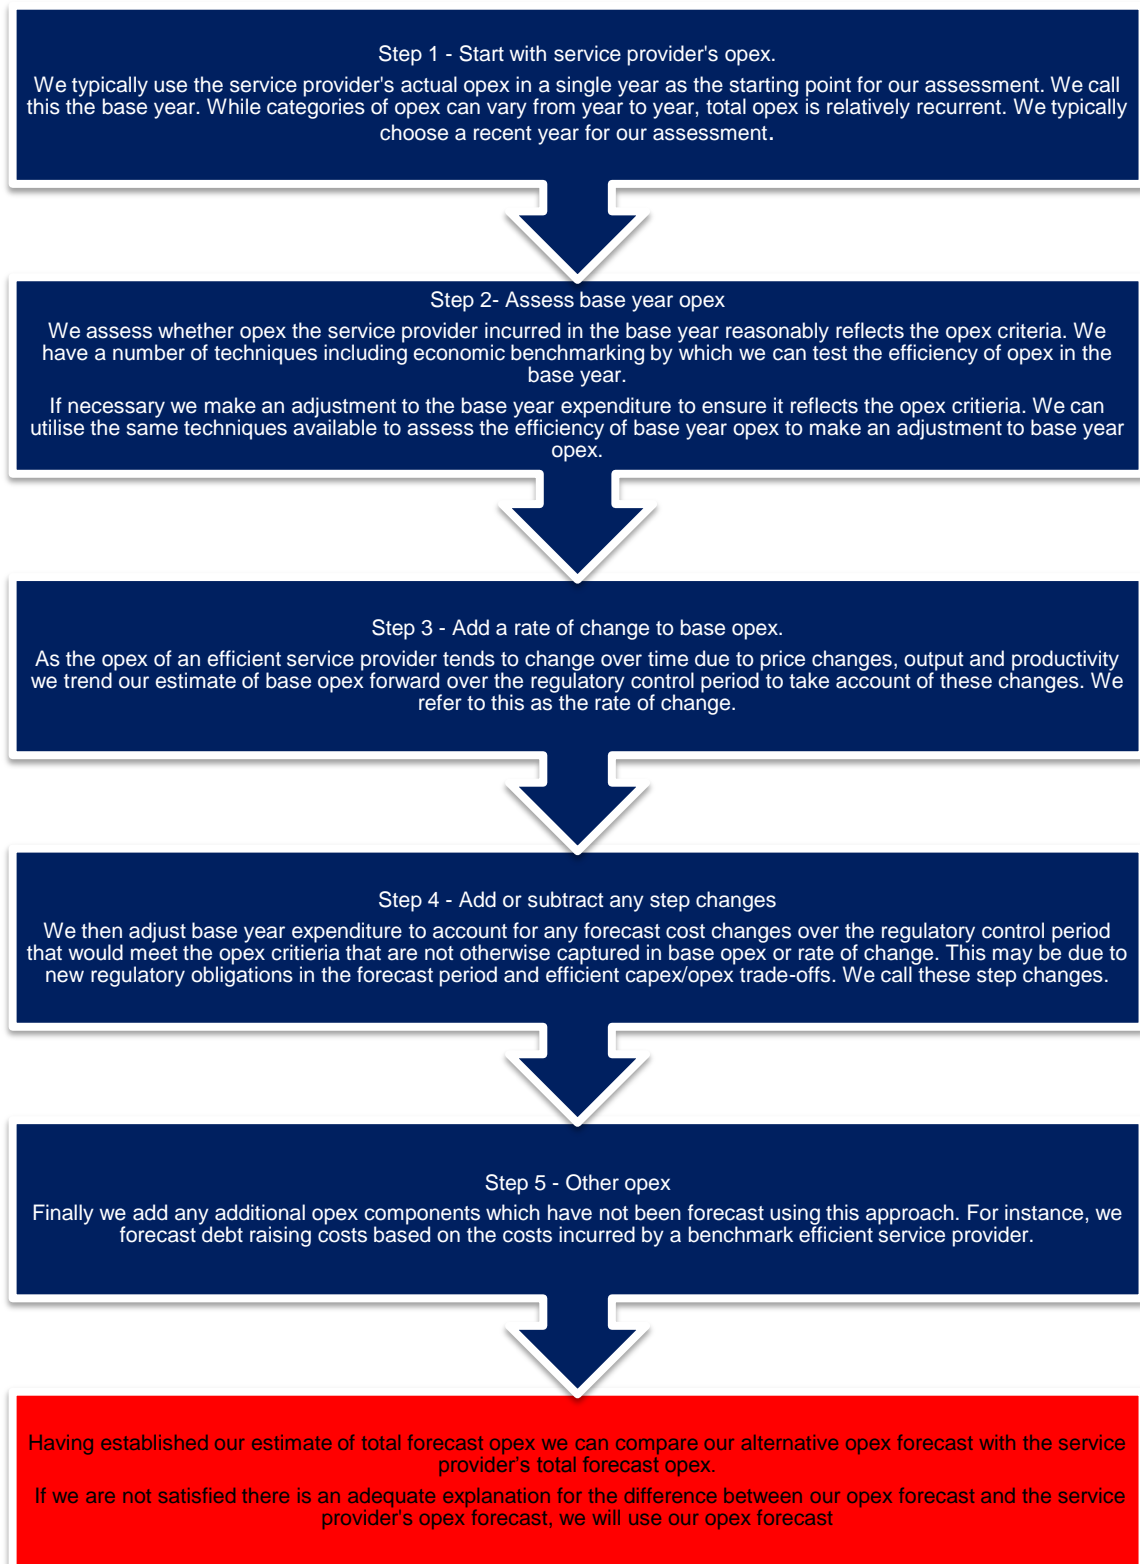 Step 1 - Start with service provider's opex.
We typically use the service provider's actual opex in a single year as the starting point for our assessment. We call
this the base year. While categories of opex can vary from year to year, total opex is relatively recurrent. We typically
choose a recent year for our assessment.
Step 2- Assess base year opex
We assess whether opex the service provider incurred in the base year reasonably reflects the opex criteria. We
have a number of techniques including economic benchmarking by which we can test the efficiency of opex in the
base year.
If necessary we make an adjustment to the base year expenditure to ensure it reflects the opex critieria. We can
utilise the same techniques available to assess the efficiency of base year opex to make an adjustment to base year
opex.
Step 3 - Add a rate of change to base opex.
As the opex of an efficient service provider tends to change over time due to price changes, output and productivity
we trend our estimate of base opex forward over the regulatory control period to take account of these changes. We
refer to this as the rate of change.
Step 4 - Add or subtract any step changes
We then adjust base year expenditure to account for any forecast cost changes over the regulatory control period
that would meet the opex critieria that are not otherwise captured in base opex or rate of change. This may be due to
new regulatory obligations in the forecast period and efficient capex/opex trade-offs. We call these step changes.
Step 5 - Other opex
Finally we add any additional opex components which have not been forecast using this approach. For instance, we
forecast debt raising costs based on the costs incurred by a benchmark efficient service provider.
Having established our estimate of total forecast opex we can compare our alternative opex forecast with the service
provider's total forecast opex.
If we are not satisfied there is an adequate explanation for the difference between our opex forecast and the service
provider's opex forecast, we will use our opex forecast